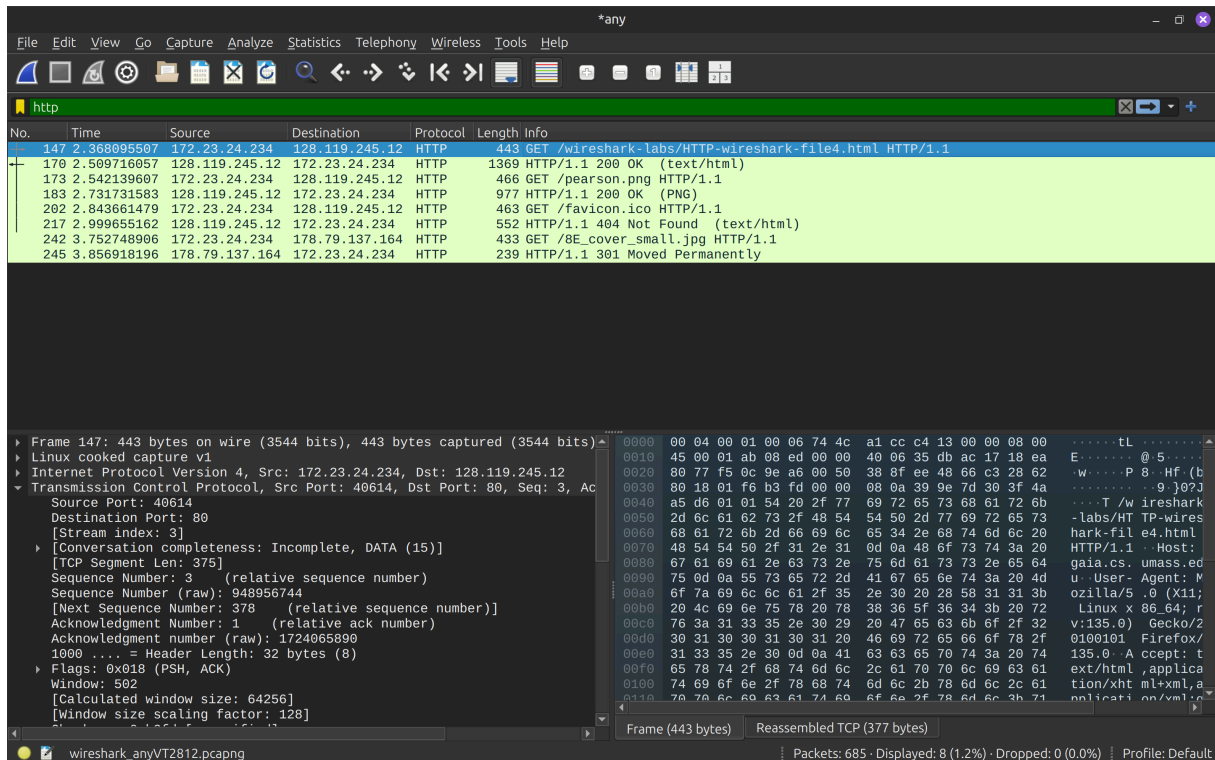 *any
File Edit View Go Capture Analyze Statistics Telephony Wireless Tools Help
http
No. Time Source Destination Protocol Length Info
147 2.368095507 172.23.24.234 128.119.245.12 HTTP 443 GET /wireshark-labs/HTTP-wireshark-file4.html HTTP/1.1
170 2.509716057 128.119.245.12 172.23.24.234 HTTP 1369 HTTP/1.1 200 OK (text/html)
173 2.542139607 172.23.24.234 128.119.245.12 HTTP 466 GET /pearson.png HTTP/1.1
183 2.731731583 128.119.245.12 172.23.24.234 HTTP 977 HTTP/1.1 200 OK (PNG)
202 2.843661479 172.23.24.234 128.119.245.12 HTTP 463 GET /favicon.ico HTTP/1.1
217 2.999655162 128.119.245.12 172.23.24.234 HTTP 552 HTTP/1.1 404 Not Found (text/html)
242 3.752748906 172.23.24.234 178.79.137.164 HTTP 433 GET /8E_cover_small.jpg HTTP/1.1
245 3.856918196 178.79.137.164 172.23.24.234 HTTP 239 HTTP/1.1 301 Moved Permanently
Frame 147: 443 bytes on wire (3544 bits), 443 bytes captured (3544 bits)
Linux cooked capture v1
Internet Protocol Version 4, Src: 172.23.24.234, Dst: 128.119.245.12
Transmission Control Protocol, Src Port: 40614, Dst Port: 80, Seq: 3, Ac
Source Port: 40614
Destination Port: 80
[Stream index: 3]
[Conversation completeness: Incomplete, DATA (15)]
[TCP Segment Len: 375]
Sequence Number: 3 (relative sequence number)
Sequence Number (raw): 948956744
[Next Sequence Number: 378 (relative sequence number)]
Acknowledgment Number: 1 (relative ack number)
Acknowledgment number (raw): 1724065890
1000 .... = Header Length: 32 bytes (8)
Flags: 0x018 (PSH, ACK)
Window: 502
[Calculated window size: 64256]
[Window size scaling factor: 128]
0000 00 04 00 01 00 06 74 4c a1 cc c4 13 00 00 08 00 ······tL ········
0010 45 00 01 ab 08 ed 00 00 40 06 35 db ac 17 18 ea E······· @·5·····
0020 80 77 f5 0c 9e a6 00 50 38 8f ee 48 66 c3 28 62 ·w·····P 8··Hf·(b
0030 80 18 01 f6 b3 fd 00 00 08 0a 39 9e 7d 30 3f 4a ········ ··9·}0?J
0040 a5 d6 01 01 54 20 2f 77 69 72 65 73 68 61 72 6b ····T /w ireshark
0050 2d 6c 61 62 73 2f 48 54 54 50 2d 77 69 72 65 73 -labs/HT TP-wires
0060 68 61 72 6b 2d 66 69 6c 65 34 2e 68 74 6d 6c 20 hark-fil e4.html
0070 48 54 54 50 2f 31 2e 31 0d 0a 48 6f 73 74 3a 20 HTTP/1.1 ··Host:
0080 67 61 69 61 2e 63 73 2e 75 6d 61 73 73 2e 65 64 gaia.cs. umass.ed
0090 75 0d 0a 55 73 65 72 2d 41 67 65 6e 74 3a 20 4d u··User- Agent: M
00a0 6f 7a 69 6c 6c 61 2f 35 2e 30 20 28 58 31 31 3b ozilla/5 .0 (X11;
00b0 20 4c 69 6e 75 78 20 78 38 36 5f 36 34 3b 20 72 Linux x 86_64; r
00c0 76 3a 31 33 35 2e 30 29 20 47 65 63 6b 6f 2f 32 v:135.0) Gecko/2
00d0 30 31 30 30 31 30 31 20 46 69 72 65 66 6f 78 2f 0100101 Firefox/
00e0 31 33 35 2e 30 0d 0a 41 63 63 65 70 74 3a 20 74 135.0··A ccept: t
00f0 65 78 74 2f 68 74 6d 6c 2c 61 70 70 6c 69 63 61 ext/html ,applica
0100 74 69 6f 6e 2f 78 68 74 6d 6c 2b 78 6d 6c 2c 61 tion/xht ml+xml,a
0110 70 70 6c 69 63 61 74 69 6f 6e 2f 78 6d 6c 3b 71 pplicati on/xml;q
Frame (443 bytes) Reassembled TCP (377 bytes)
wireshark_anyVT2812.pcapng Packets: 685 · Displayed: 8 (1.2%) · Dropped: 0 (0.0%) Profile: Default